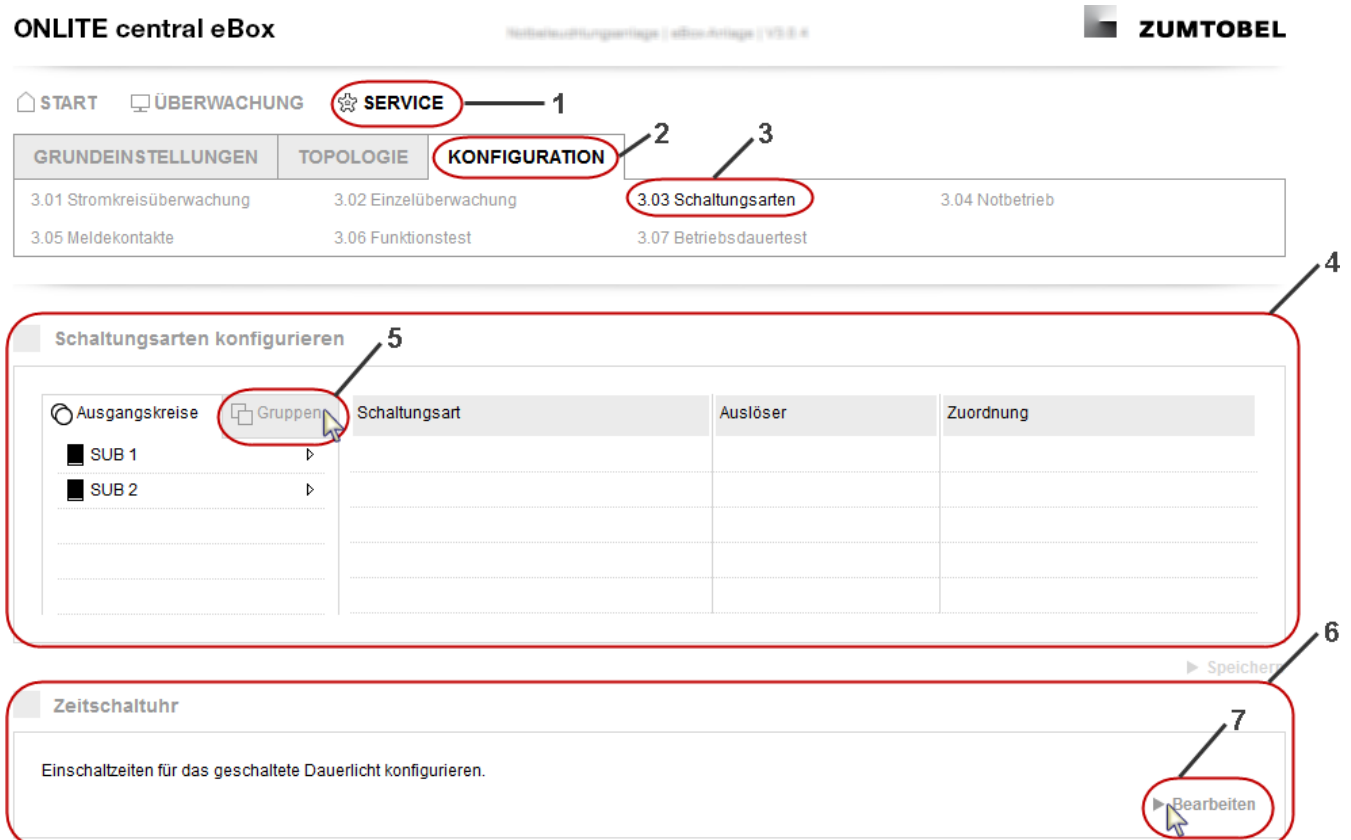 ONLITE central eBox
Notbeleuchtungsanlage | eBox-Anlage |
ZUMTOBEL
START ÜBERWACHUNG SERVICE 1
2 3
GRUNDEINSTELLUNGEN TOPOLOGIE KONFIGURATION
3.01 Stromkreisüberwachung 3.02 Einzelüberwachung 3.03 Schaltungsarten 3.04 Notbetrieb
3.05 Meldekontakte 3.06 Funktionstest 3.07 Betriebsdauertest
4
Schaltungsarten konfigurieren 5
Ausgangskreise Gruppen Schaltungsart Auslöser Zuordnung
SUB 1
SUB 2
6
Speichern
Zeitschaltuhr
7
Einschaltzeiten für das geschaltete Dauerlicht konfigurieren.
Bearbeiten